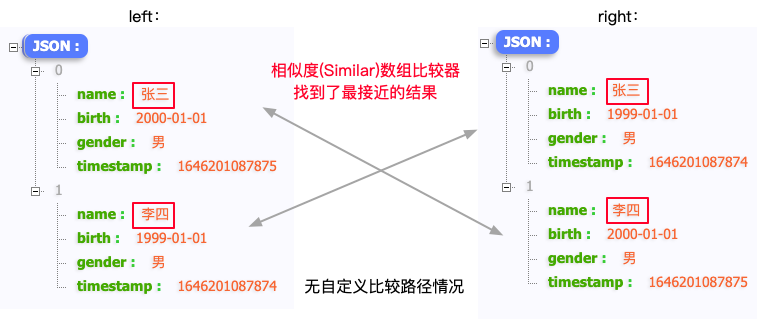 left:
JSON :
0
name : 张三
birth : 2000-01-01
gender : 男
timestamp : 1646201087875
1
name : 李四
birth : 1999-01-01
gender : 男
timestamp : 1646201087874
相似度(Similar)数组比较器
找到了最接近的结果
无自定义比较路径情况
right:
JSON :
0
name : 张三
birth : 1999-01-01
gender : 男
timestamp : 1646201087874
1
name : 李四
birth : 2000-01-01
gender : 男
timestamp : 1646201087875